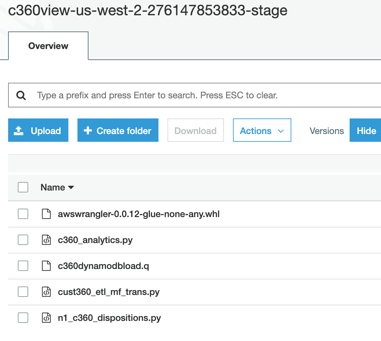 c360view-us-west-2-276147853833-stage
Overview
Type a prefix and press Enter to search. Press ESC to clear.
Upload Create folder Download Actions Versions Hide
Name
awswrangler-0.0.12-glue-none-any.whl
c360_analytics.py
c360dynamodbload.q
cust360_etl_mf_trans.py
n1_c360_dispositions.py